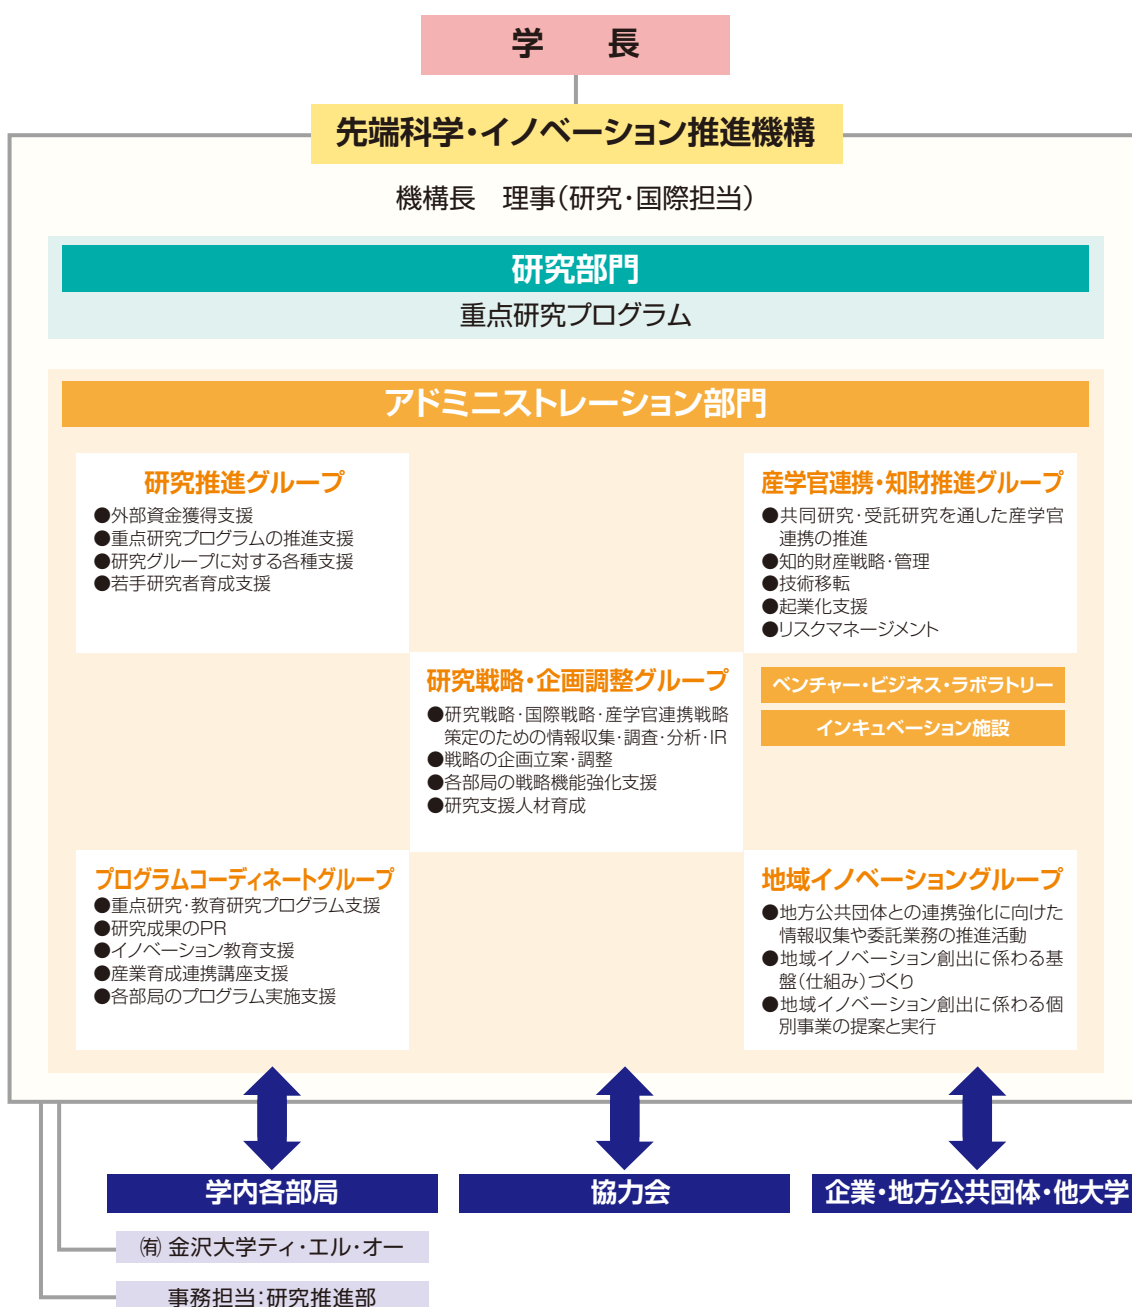 学　長
先端科学・イノベーション推進機構
機構長　理事（研究・国際担当）
研究部門
重点研究プログラム
アドミニストレーション部門
研究推進グループ
●外部資金獲得支援
●重点研究プログラムの推進支援
●研究グループに対する各種支援
●若手研究者育成支援
産学官連携・知財推進グループ
●共同研究・受託研究を通した産学官
連携の推進
●知的財産戦略・管理
●技術移転
●起業化支援
●リスクマネージメント
ベンチャー・ビジネス・ラボラトリー
インキュベーション施設
研究戦略・企画調整グループ
●研究戦略・国際戦略・産学官連携戦略
策定のための情報収集・調査・分析・IR
●戦略の企画立案・調整
●各部局の戦略機能強化支援
●研究支援人材育成
プログラムコーディネートグループ
●重点研究・教育研究プログラム支援
●研究成果のPR
●イノベーション教育支援
●産業育成連携講座支援
●各部局のプログラム実施支援
地域イノベーショングループ
●地方公共団体との連携強化に向けた
情報収集や委託業務の推進活動
●地域イノベーション創出に係わる基
盤（仕組み）づくり
●地域イノベーション創出に係わる個
別事業の提案と実行
学内各部局
協力会
企業・地方公共団体・他大学
㈲ 金沢大学ティ・エル・オー
事務担当：研究推進部